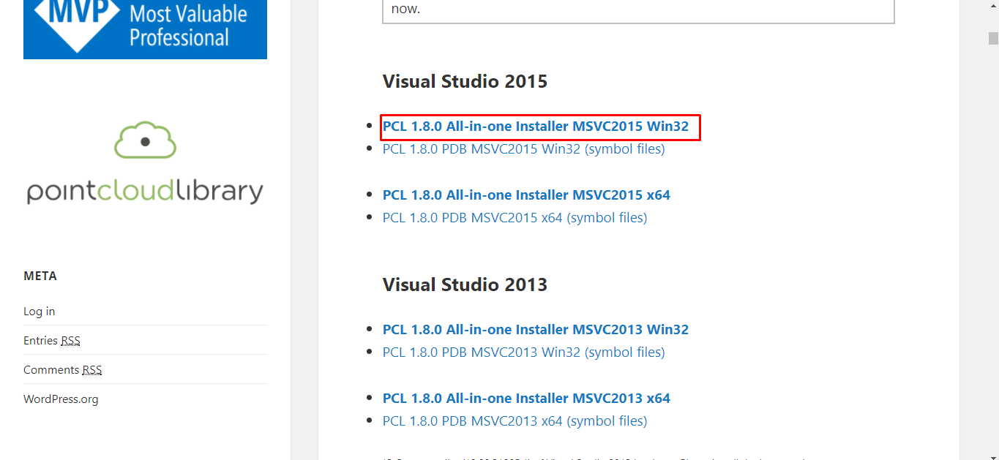 MVP
Most Valuable
Professional
pointcloudlibrary
META
Log in
Entries RSS
Comments RSS
WordPress.org
now.
Visual Studio 2015
PCL 1.8.0 All-in-one Installer MSVC2015 Win32
PCL 1.8.0 PDB MSVC2015 Win32 (symbol files)
PCL 1.8.0 All-in-one Installer MSVC2015 x64
PCL 1.8.0 PDB MSVC2015 x64 (symbol files)
Visual Studio 2013
PCL 1.8.0 All-in-one Installer MSVC2013 Win32
PCL 1.8.0 PDB MSVC2013 Win32 (symbol files)
PCL 1.8.0 All-in-one Installer MSVC2013 x64
PCL 1.8.0 PDB MSVC2013 x64 (symbol files)